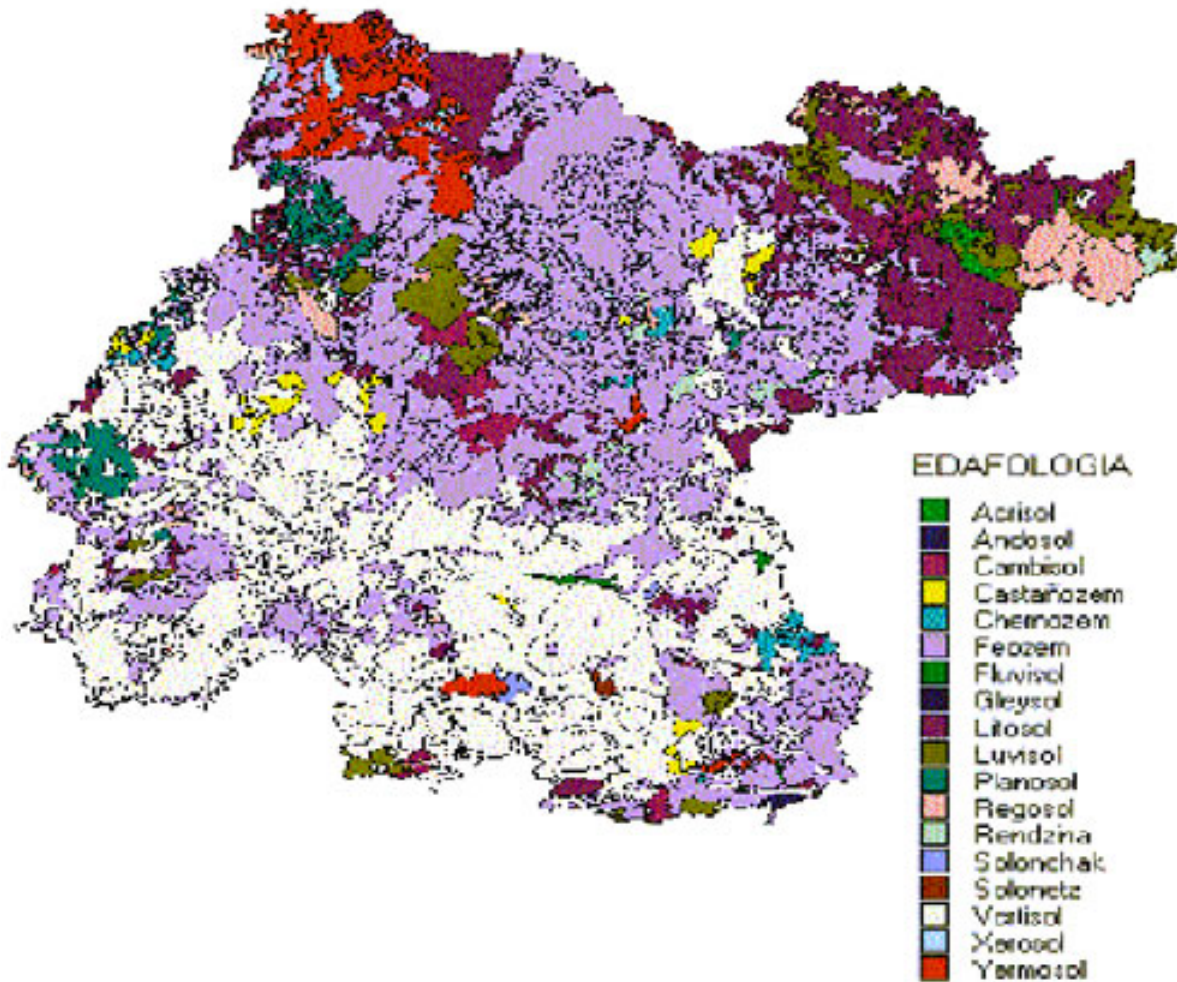 EDAFOLOGIA
Acrisol
Andosol
Cambisol
Castañozem
Chernozem
Feozem
Fluvisol
Gleysol
Litosol
Luvisol
Planosol
Regosol
Rendzina
Solonchak
Solonetz
Vertisol
Xerosol
Yermosol